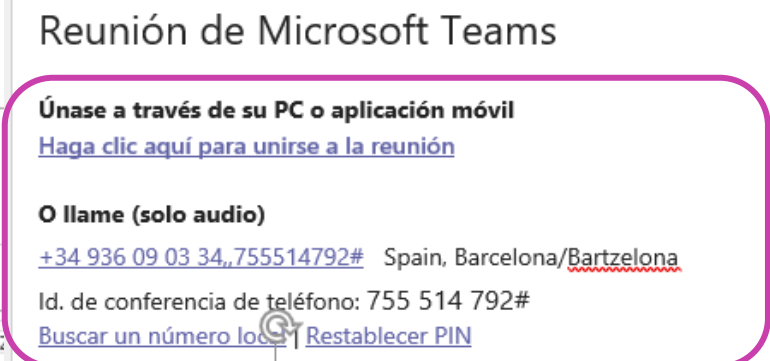 Reunión de Microsoft Teams
Únase a través de su PC o aplicación móvil
Haga clic aquí para unirse a la reunión
O llame (solo audio)
+34 936 09 03 34,,755514792# Spain, Barcelona/Bartzelona
Id. de conferencia de teléfono: 755 514 792#
Buscar un número local | Restablecer PIN